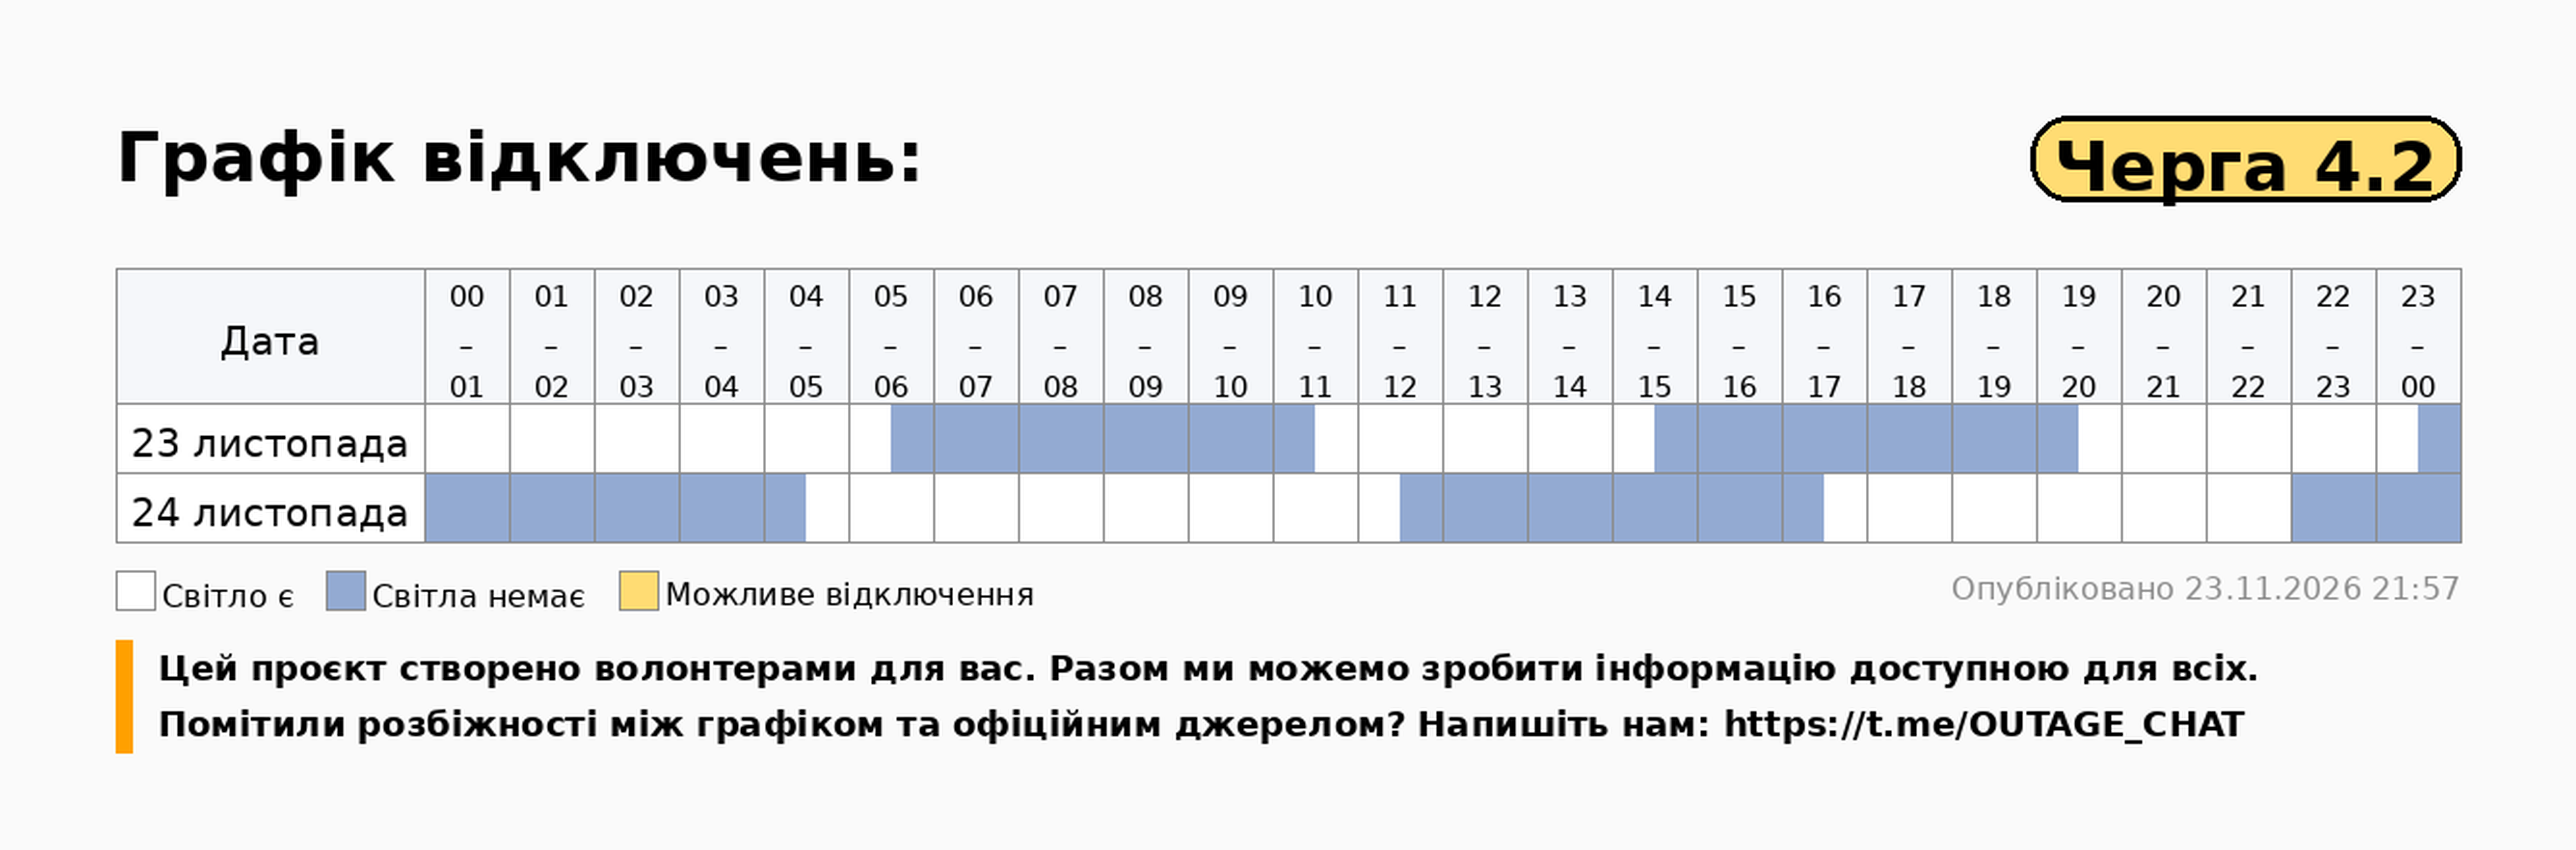 Графік відключень:
Черга 4.2
Дата
00 – 01
01 – 02
02 – 03
03 – 04
04 – 05
05 – 06
06 – 07
07 – 08
08 – 09
09 – 10
10 – 11
11 – 12
12 – 13
13 – 14
14 – 15
15 – 16
16 – 17
17 – 18
18 – 19
19 – 20
20 – 21
21 – 22
22 – 23
23 – 00
23 листопада
24 листопада
Світло є
Світла немає
Можливе відключення
Опубліковано 23.11.2026 21:57
Цей проєкт створено волонтерами для вас. Разом ми можемо зробити інформацію доступною для всіх.
Помітили розбіжності між графіком та офіційним джерелом? Напишіть нам: https://t.me/OUTAGE_CHAT